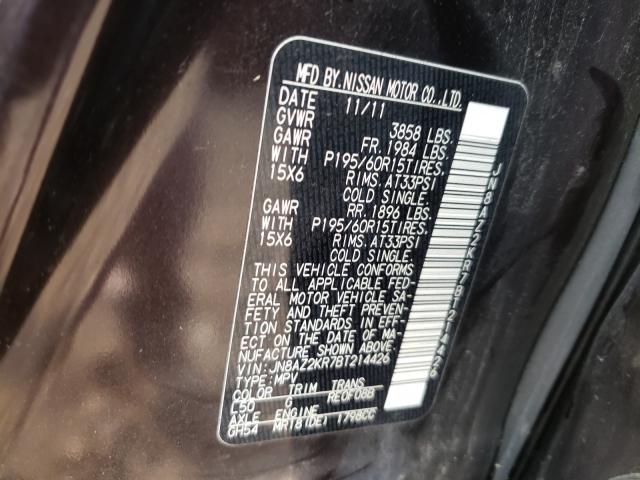 MFD BY NISSAN MOTOR CO.,LTD.
DATE 11/11
GVWR 3858 LBS.
GAWR FR. 1984 LBS.
WITH P195/60R15TIRES.
15X6 RIMS. AT33PSI
COLD SINGLE.
GAWR RR. 1896 LBS.
WITH P195/60R15TIRES.
15X6 RIMS. AT33PSI
COLD SINGLE.
THIS VEHICLE CONFORMS
TO ALL APPLICABLE FED-
ERAL MOTOR VEHICLE SA-
FETY AND THEFT PREVEN-
TION STANDARDS IN EFF-
ECT ON THE DATE OF MA-
NUFACTURE SHOWN ABOVE.
VIN: JN8AZ2KR7BT214426
TYPE: MPV
COLOR TRIM TRANS
L50 G RE0F08B
AXLE ENGINE
GH54 MR18(DE) 1798CC
JN8AZ2KR7BT214426